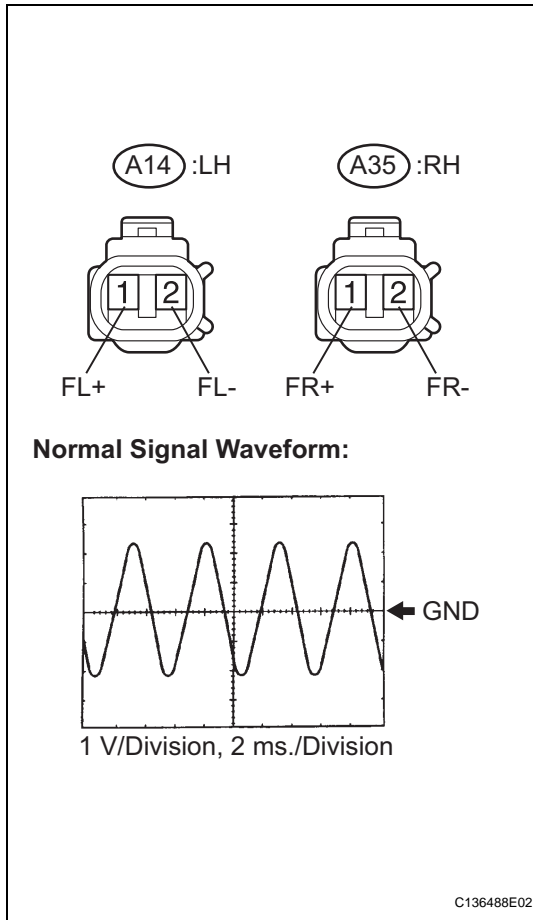 A14 :LH A35 :RH
1 2 1 2
FL+ FL- FR+ FR-
Normal Signal Waveform:
GND
1 V/Division, 2 ms./Division
C136488E02